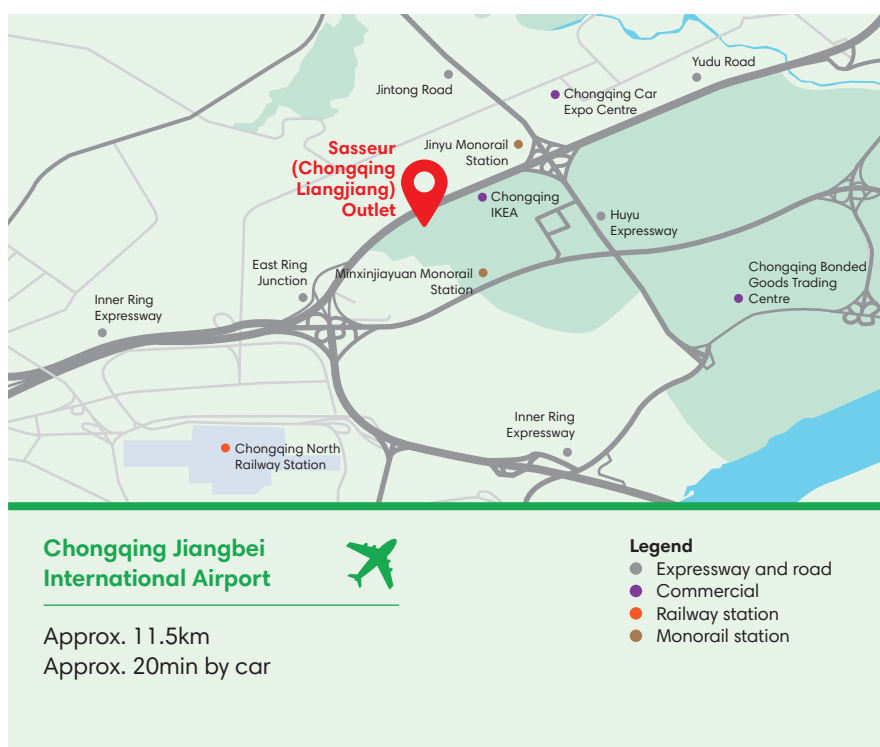 Yudu Road
Jintong Road
Chongqing Car
Expo Centre
Sasseur
(Chongqing
Liangjiang)
Outlet
Jinyu Monorail
Station
Chongqing
IKEA
Huyu
Expressway
East Ring
Junction
Minxinjiayuan Monorail
Station
Chongqing Bonded
Goods Trading
Centre
Inner Ring
Expressway
Inner Ring
Expressway
Chongqing North
Railway Station
Chongqing Jiangbei
International Airport
Approx. 11.5km
Approx. 20min by car
Legend
Expressway and road
Commercial
Railway station
Monorail station